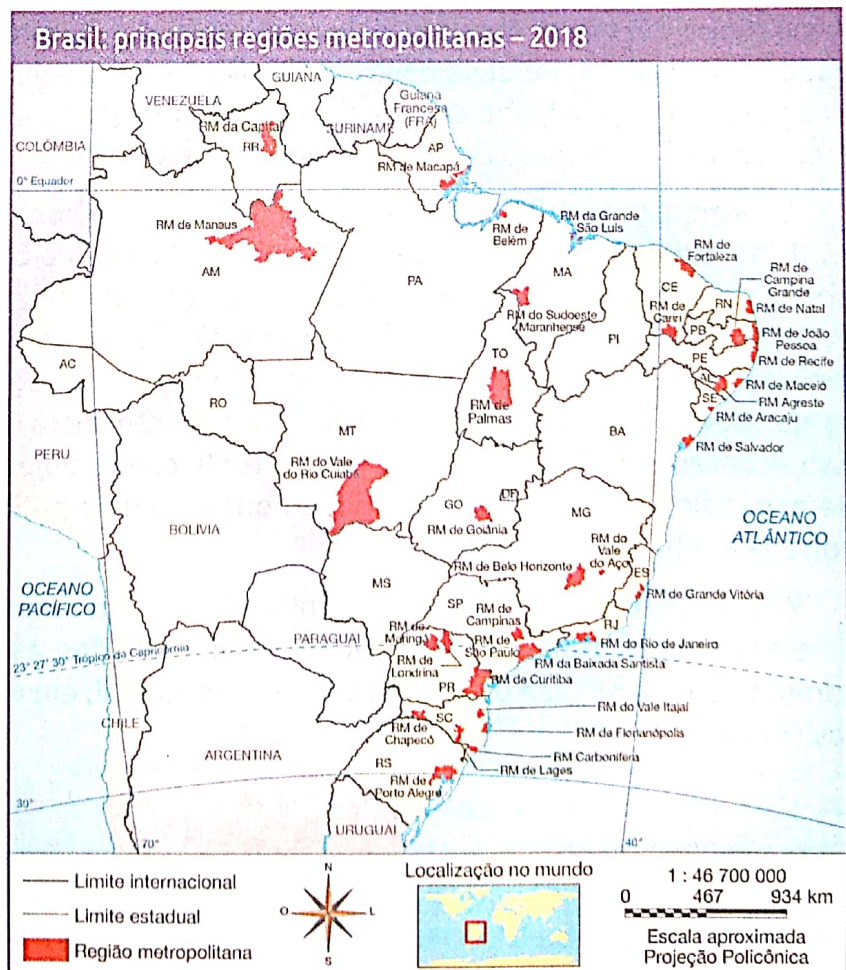 Brasil: principais regiões metropolitanas – 2018
GUIANA
VENEZUELA
Guiana
Francesa
(FRA)
SURINAME
COLÔMBIA
RM da Capital
RR
AP
RM de Macapá
0° Equador
RM de Manaus
AM
PA
RM de
Belém
RM da Grande
São Luís
MA
RM de
Fortaleza
CE
RM de
Campina
Grande
RN
RM de Natal
RM de
Cariri
PB
RM de João
Pessoa
RM do Sudoeste
Maranhense
PI
PE
RM de Recife
AC
TO
AL
RM de Maceió
RM Agreste
SE
RM de Aracaju
RM de
Palmas
RO
BA
RM de Salvador
MT
PERU
RM do Vale
do Rio Cuiabá
GO
DF
MG
RM de Goiânia
BOLIVIA
OCEANO
ATLÂNTICO
RM do
Vale
do Aço
RM de Belo Horizonte
ES
MS
RM de Grande Vitória
OCEANO
PACÍFICO
SP
RM de
Campinas
RJ
RM do Rio de Janeiro
PARAGUAI
RM de
Muringá
RM de
São Paulo
RM da Baixada Santista
23° 27' 30" Trópico da Capricornio
RM de
Londrina
RM de Curitiba
PR
RM do Vale Itajaí
SC
RM de
Chapecó
RM de Florianópolis
RM Carbonífera
RM de Lages
CHILE
ARGENTINA
RS
RM de
Porto Alegre
30°
URUGUAI
70°
40°
Limite internacional
Limite estadual
Região metropolitana
N
O
L
S
Localização no mundo
1 : 46 700 000
0 467 934 km
Escala aproximada
Projeção Policônica